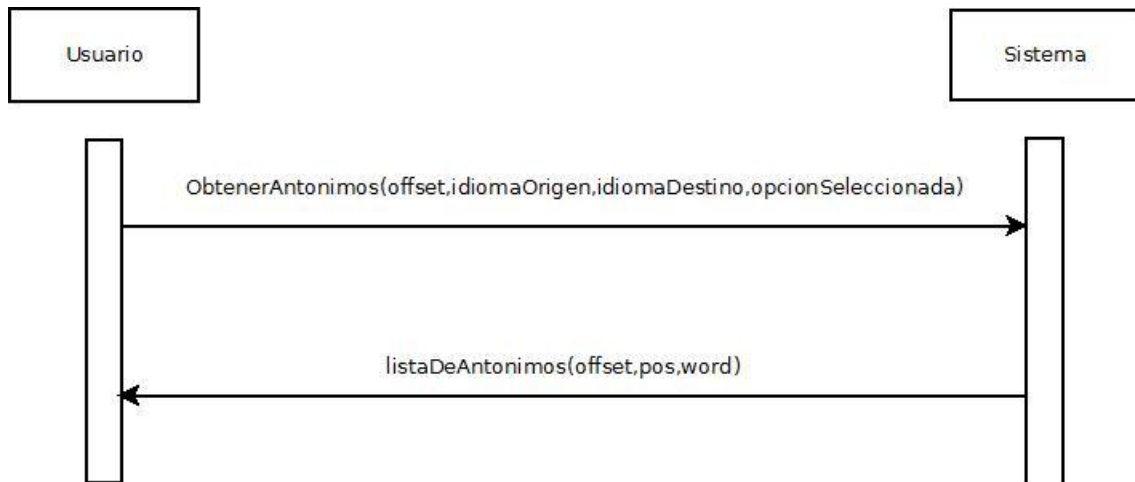 Usuario
Sistema
ObtenerAntonimos(offset,idiomaOrigen,idiomaDestino,opcionSeleccionada)
listaDeAntonimos(offset,pos,word)